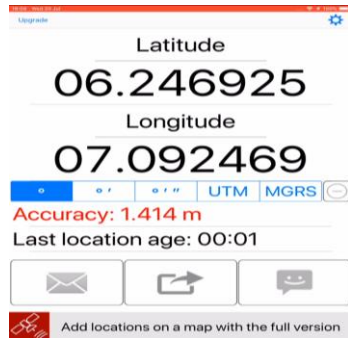 Upgrade
Latitude
06.246925
Longitude
07.092469
° ° ' ° ' " UTM MGRS
Accuracy: 1.414 m
Last location age: 00:01
Add locations on a map with the full version